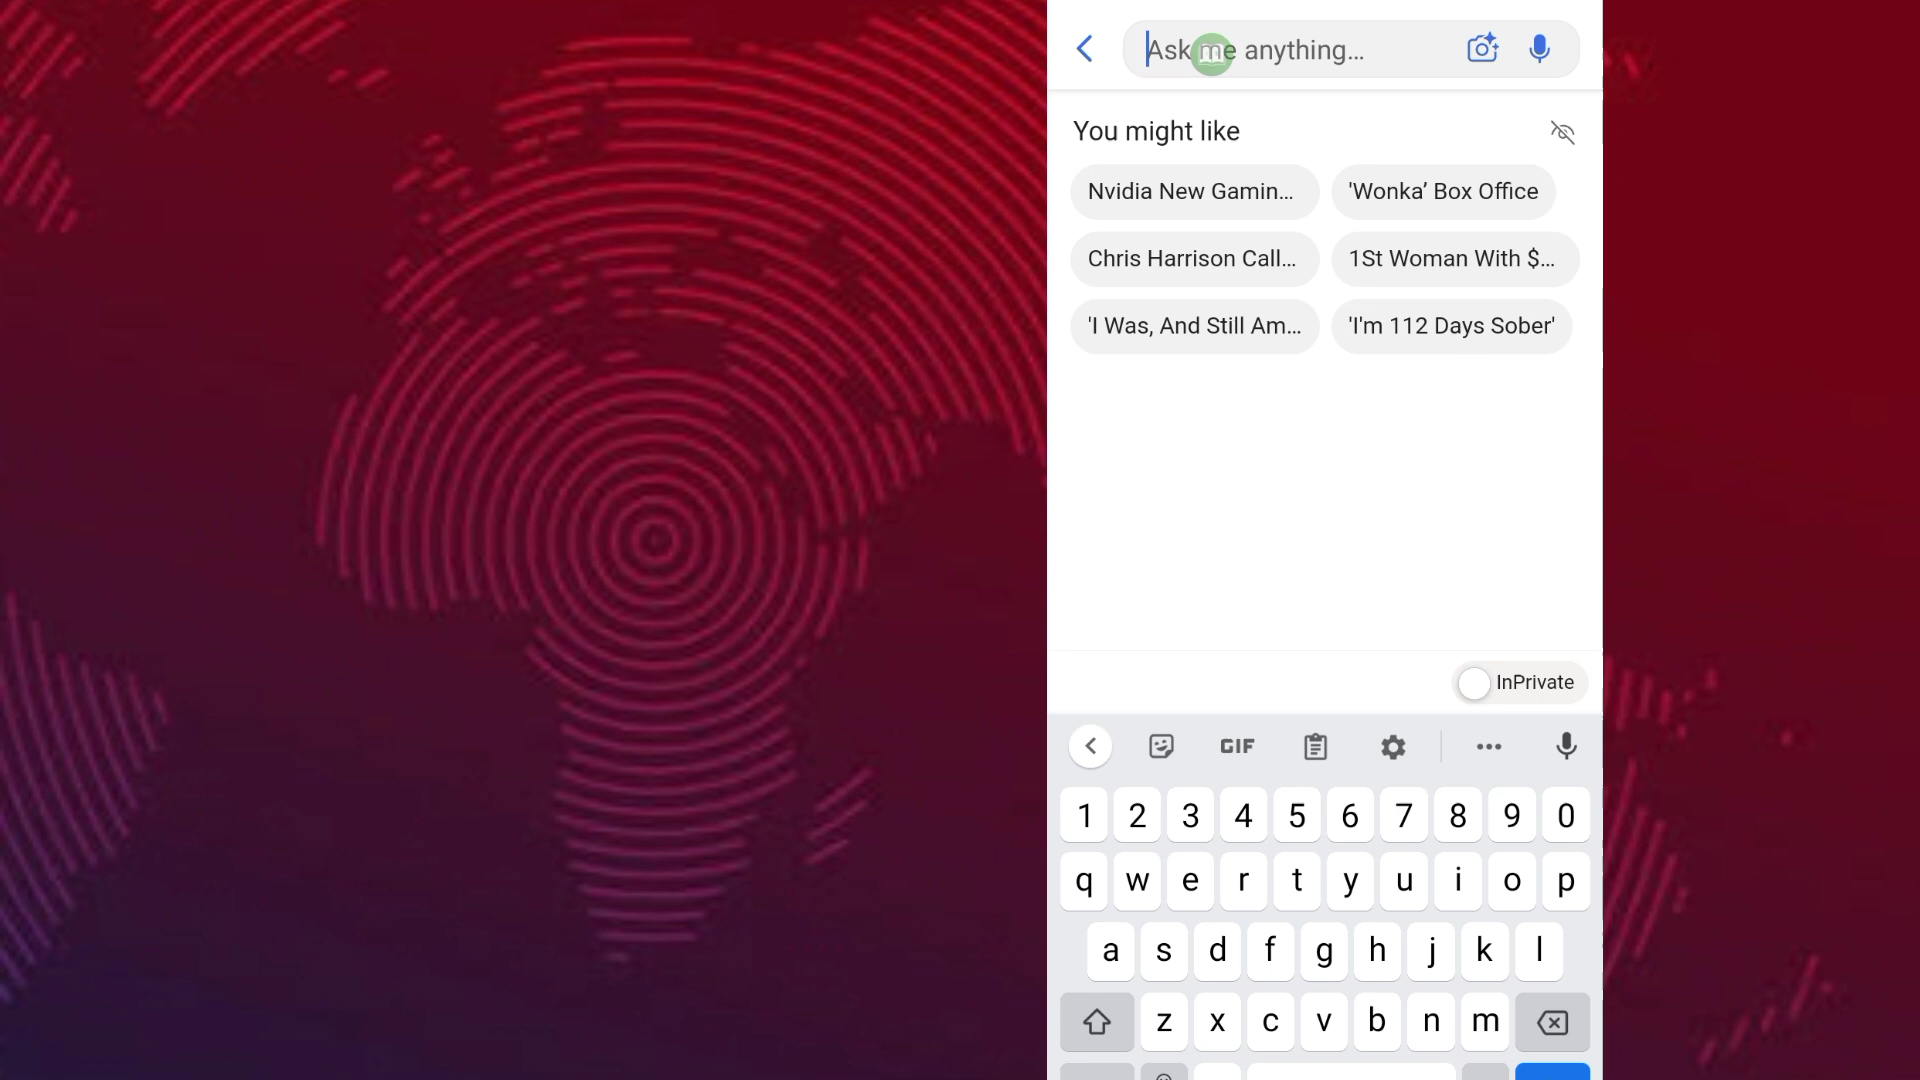 Ask me anything...
You might like
Nvidia New Gamin...
'Wonka’ Box Office
Chris Harrison Call...
1St Woman With $...
'I Was, And Still Am...
'I'm 112 Days Sober'
InPrivate
GIF
1 2 3 4 5 6 7 8 9 0
q w e r t y u i o p
a s d f g h j k l
z x c v b n m